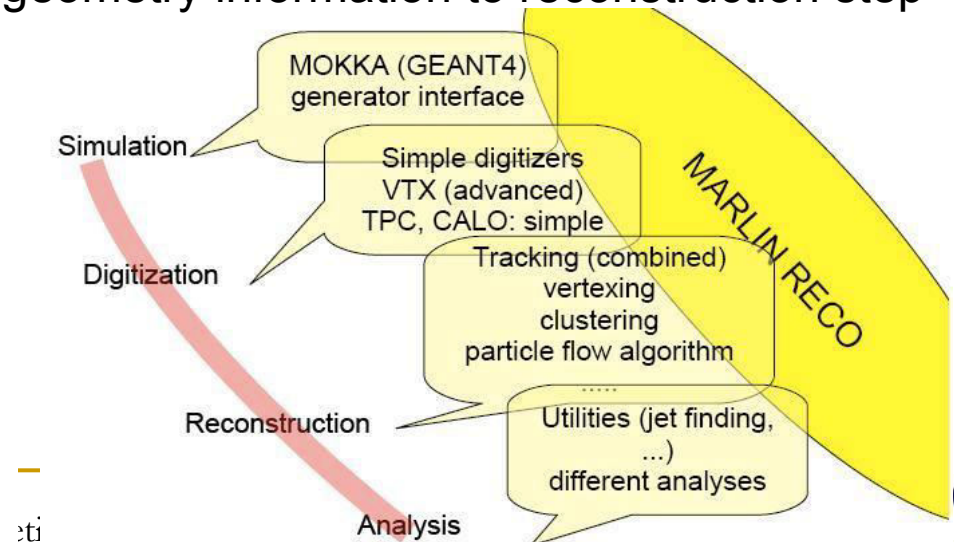 geometry information to reconstruction step
MOKKA (GEANT4)
generator interface
Simulation
Simple digitizers
VTX (advanced)
TPC, CALO: simple
MARLIN RECO
Digitization
Tracking (combined)
vertexing
clustering
particle flow algorithm
.....
Reconstruction
Utilities (jet finding,
...)
different analyses
Analysis